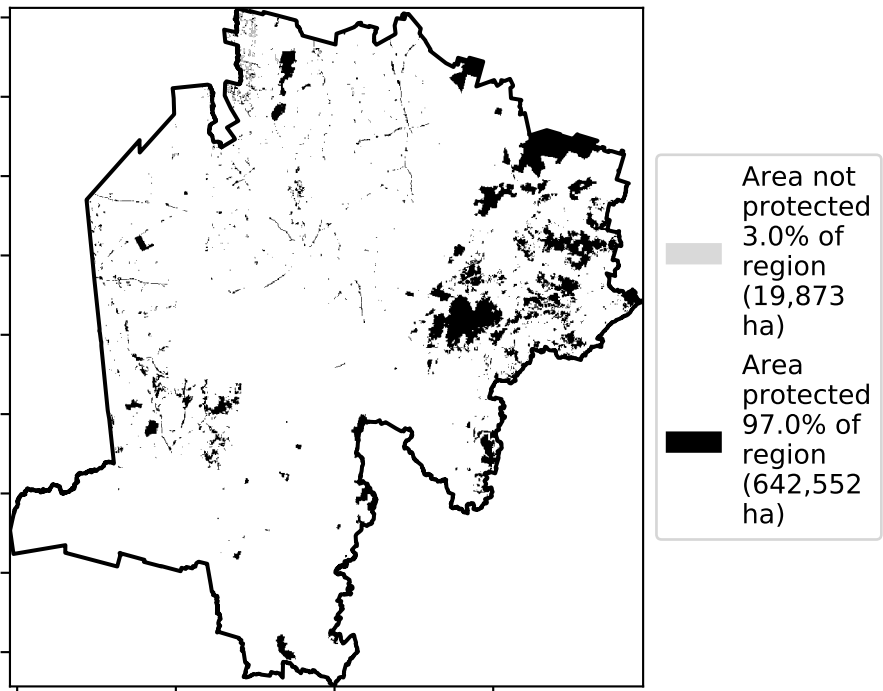 Area not
protected
3.0% of
region
(19,873
ha)
Area
protected
97.0% of
region
(642,552
ha)